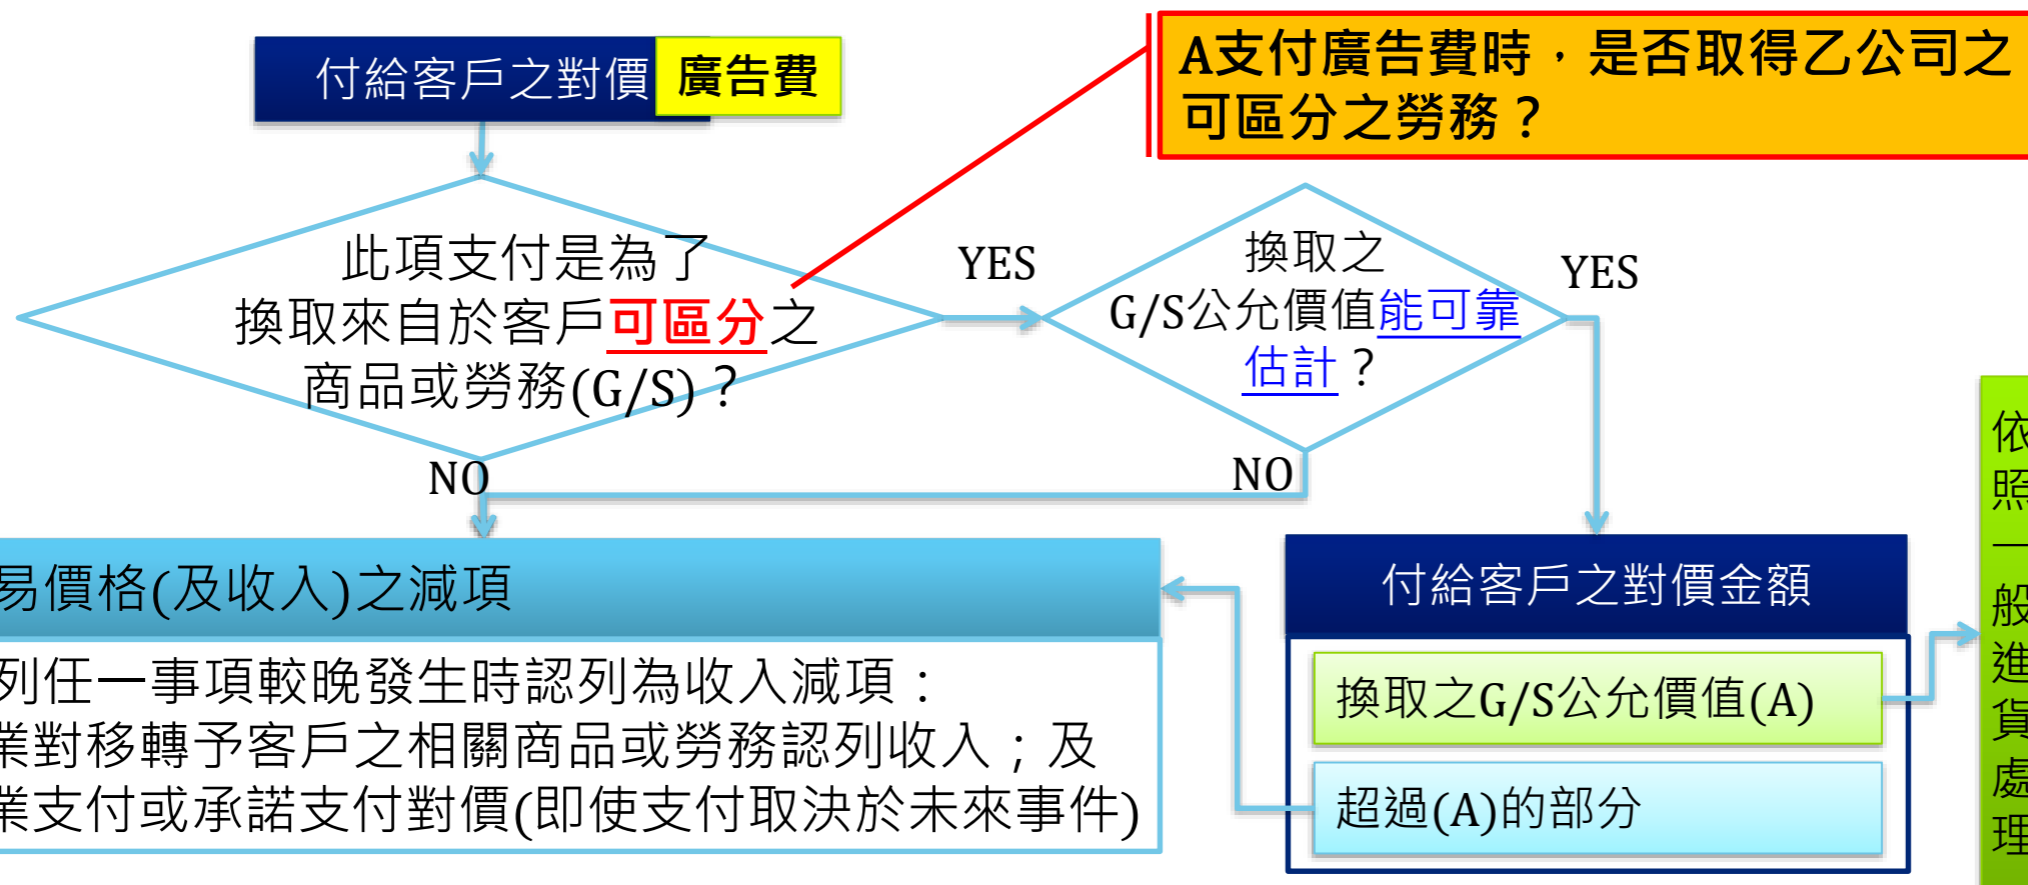 付給客戶之對價
廣告費
A支付廣告費時，是否取得乙公司之
可區分之勞務？
此項支付是為了
換取來自於客戶可區分之
商品或勞務(G/S)？
YES
NO
換取之
G/S公允價值能可靠
估計？
YES
NO
易價格(及收入)之減項
列任一事項較晚發生時認列為收入減項：
業對移轉予客戶之相關商品或勞務認列收入；及
業支付或承諾支付對價(即使支付取決於未來事件)
付給客戶之對價金額
換取之G/S公允價值(A)
超過(A)的部分
依
照
一
般
進
貨
處
理